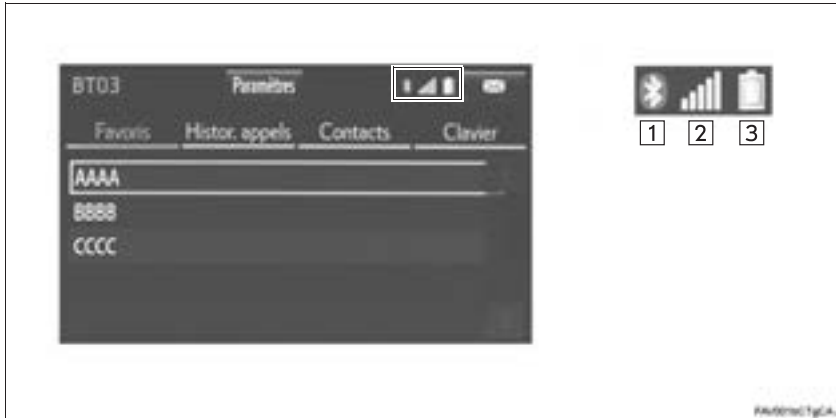 BT03 Paramètres
Favoris Histor. appels Contacts Clavier
AAAA
BBBB
CCCC
1 2 3